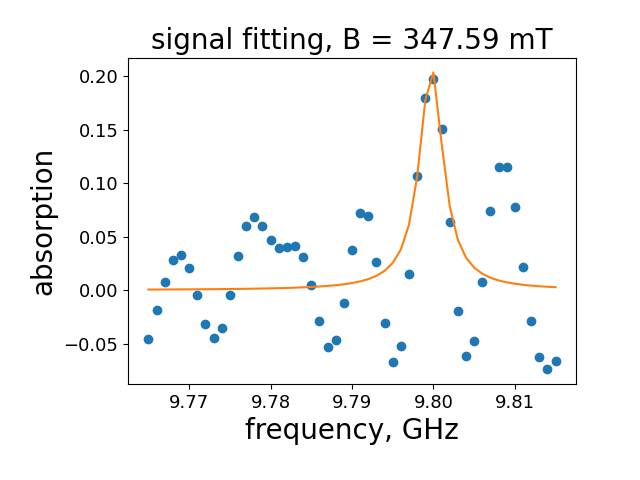 signal fitting, B = 347.59 mT
0.20
0.15
0.10
0.05
0.00
−0.05
absorption
9.77 9.78 9.79 9.80 9.81
frequency, GHz